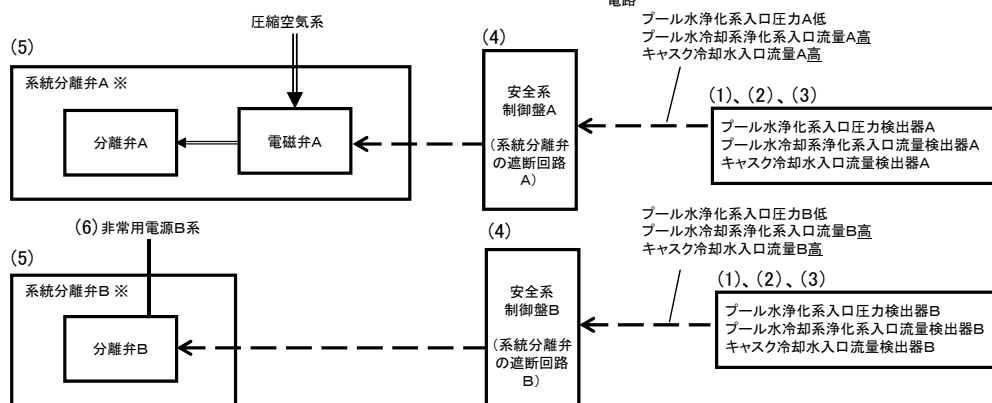 電路
圧縮空気系
プール水浄化系入口圧力A低
プール水冷却系浄化系入口流量A高
キャスク冷却水入口流量A高
(5)
(4)
系統分離弁A ※
分離弁A
電磁弁A
安全系
制御盤A
(系統分離弁
の遮断回路
A)
(1)、(2)、(3)
プール水浄化系入口圧力検出器A
プール水冷却系浄化系入口流量検出器A
キャスク冷却水入口流量検出器A
(6) 非常用電源B系
プール水浄化系入口圧力B低
プール水冷却系浄化系入口流量B高
キャスク冷却水入口流量B高
(5)
(4)
系統分離弁B ※
分離弁B
安全系
制御盤B
(系統分離弁
の遮断回路
B)
(1)、(2)、(3)
プール水浄化系入口圧力検出器B
プール水冷却系浄化系入口流量検出器B
キャスク冷却水入口流量検出器B